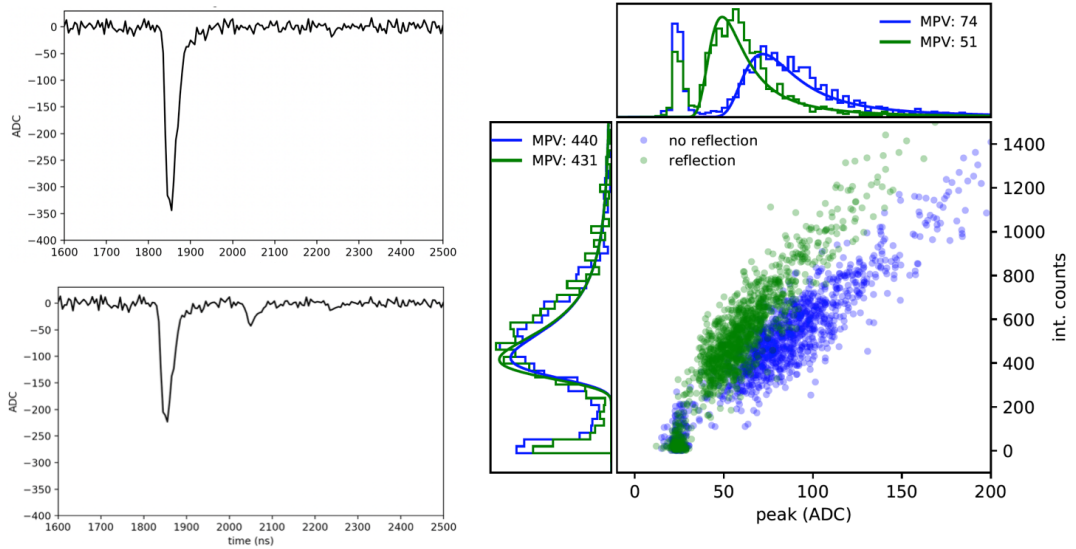 0
−50
−100
−150
−200
−250
−300
−350
−400
ADC
1600 1700 1800 1900 2000 2100 2200 2300 2400 2500
0
−50
−100
−150
−200
−250
−300
−350
−400
ADC
1600 1700 1800 1900 2000 2100 2200 2300 2400 2500
time (ns)
MPV: 74
MPV: 51
MPV: 440
MPV: 431
no reflection
reflection
1400
1200
1000
800
600
400
200
0
int. counts
0 50 100 150 200
peak (ADC)